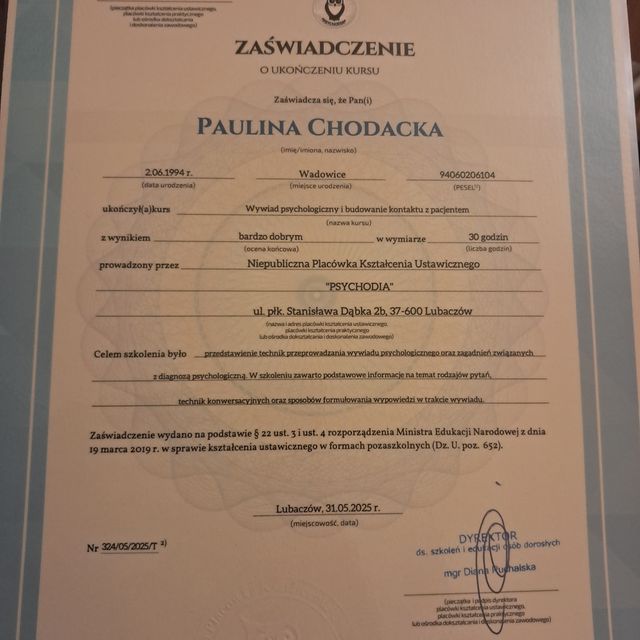 (pieczątka placówki kształcenia ustawicznego,
placówki kształcenia praktycznego
lub ośrodka dokształcania
i doskonalenia zawodowego)
ZAŚWIADCZENIE
O UKOŃCZENIU KURSU
Zaświadcza się, że Pan(i)
PAULINA CHODACKA
(imię/imiona, nazwisko)
2.06.1994 r. Wadowice 94060206104
(data urodzenia) (miejsce urodzenia) (PESEL¹⁾)
ukończył(a)kurs Wywiad psychologiczny i budowanie kontaktu z pacjentem
(nazwa kursu)
z wynikiem bardzo dobrym w wymiarze 30 godzin
(ocena końcowa) (liczba godzin)
prowadzony przez Niepubliczna Placówka Kształcenia Ustawicznego
"PSYCHODIA"
ul. płk. Stanisława Dąbka 2b, 37-600 Lubaczów
(nazwa i adres placówki kształcenia ustawicznego,
placówki kształcenia praktycznego
lub ośrodka dokształcania i doskonalenia zawodowego)
Celem szkolenia było przedstawienie technik przeprowadzania wywiadu psychologicznego oraz zagadnień związanych
z diagnozą psychologiczną. W szkoleniu zawarto podstawowe informacje na temat rodzajów pytań,
technik konwersacyjnych oraz sposobów formułowania wypowiedzi w trakcie wywiadu.
Zaświadczenie wydano na podstawie § 22 ust. 3 i ust. 4 rozporządzenia Ministra Edukacji Narodowej z dnia
19 marca 2019 r. w sprawie kształcenia ustawicznego w formach pozaszkolnych (Dz. U. poz. 652).
Lubaczów, 31.05.2025 r.
(miejscowość, data)
Nr 324/05/2025/T ²⁾
DYREKTOR
ds. szkoleń i edukacji osób dorosłych
mgr Diana Puchalska
(pieczątka i podpis dyrektora
placówki kształcenia ustawicznego,
placówki kształcenia praktycznego
lub ośrodka dokształcania i doskonalenia zawodowego)